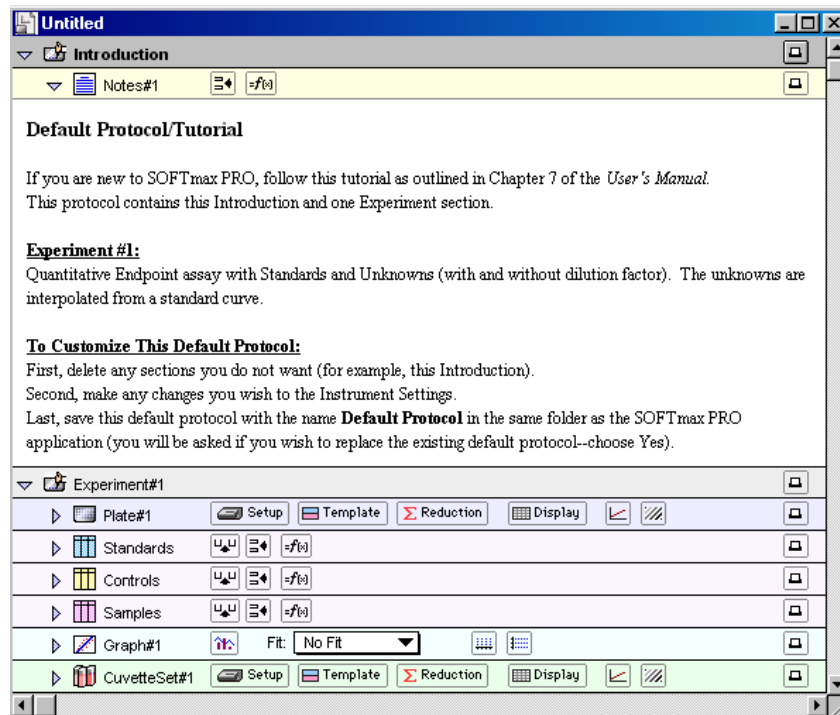 Untitled
Introduction
Notes#1 =f(x)
Default Protocol/Tutorial
If you are new to SOFTmax PRO, follow this tutorial as outlined in Chapter 7 of the User's Manual.
This protocol contains this Introduction and one Experiment section.
Experiment #1:
Quantitative Endpoint assay with Standards and Unknowns (with and without dilution factor). The unknowns are
interpolated from a standard curve.
To Customize This Default Protocol:
First, delete any sections you do not want (for example, this Introduction).
Second, make any changes you wish to the Instrument Settings.
Last, save this default protocol with the name Default Protocol in the same folder as the SOFTmax PRO
application (you will be asked if you wish to replace the existing default protocol--choose Yes).
Experiment#1
Plate#1 Setup Template Σ Reduction Display
Standards =f(x)
Controls =f(x)
Samples =f(x)
Graph#1 Fit: No Fit
CuvetteSet#1 Setup Template Σ Reduction Display